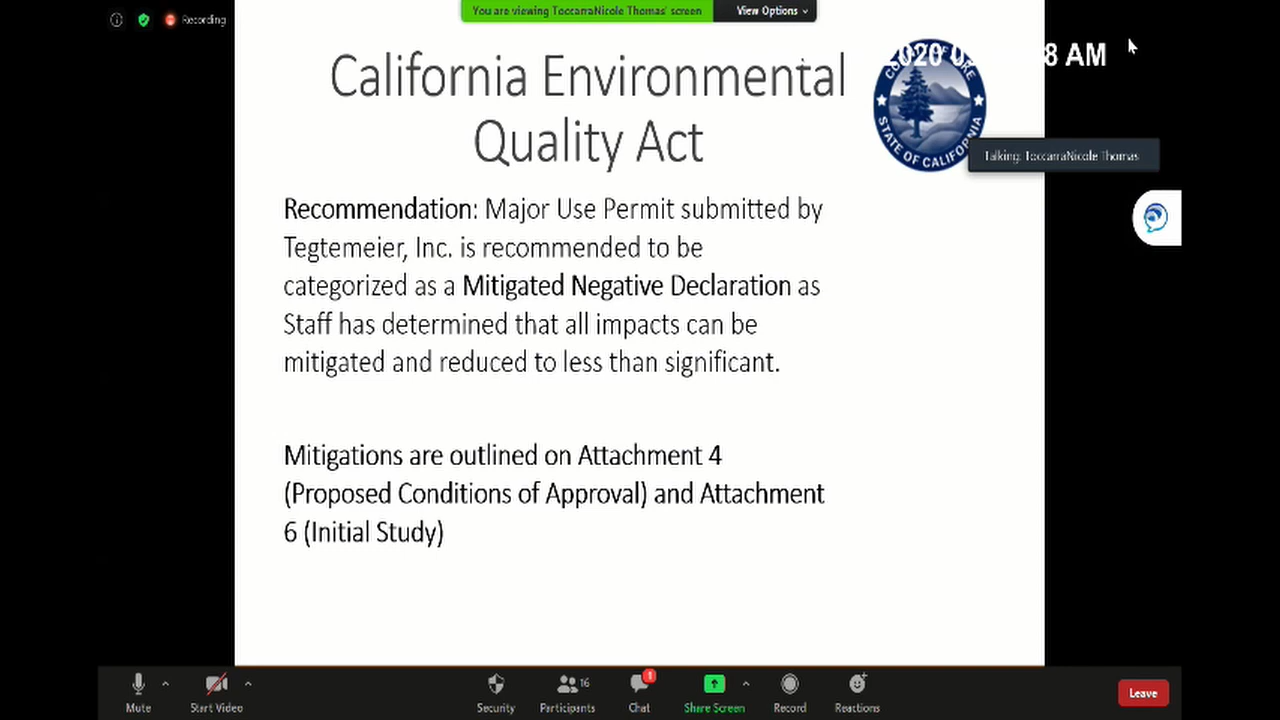 Recording
You are viewing ToccarraNicole Thomas' screen
View Options
California Environmental
Quality Act
2020
8 AM
STATE OF CALIFORNIA
Talking: ToccarraNicole Thomas
Recommendation: Major Use Permit submitted by
Tegtemeier, Inc. is recommended to be
categorized as a Mitigated Negative Declaration as
Staff has determined that all impacts can be
mitigated and reduced to less than significant.
Mitigations are outlined on Attachment 4
(Proposed Conditions of Approval) and Attachment
6 (Initial Study)
Mute
Start Video
Security
16
Participants
1
Chat
Share Screen
Record
Reactions
Leave